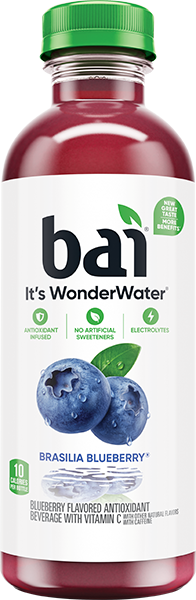 NEW
GREAT
TASTE
MORE
BENEFITS
bai®
It's WonderWater®
ANTIOXIDANT
INFUSED
NO ARTIFICIAL
SWEETENERS
ELECTROLYTES
BRASILIA BLUEBERRY®
10
CALORIES
PER BOTTLE
BLUEBERRY FLAVORED ANTIOXIDANT
BEVERAGE WITH VITAMIN C WITH OTHER NATURAL FLAVORS
WITH CAFFEINE